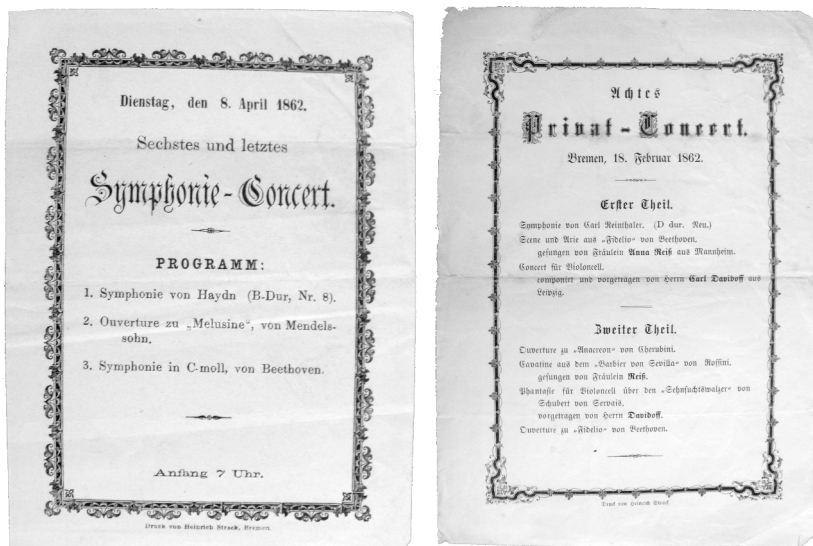 Dienstag, den 8. April 1862.
Sechstes und letztes
Symphonie-Concert.
PROGRAMM:
1. Symphonie von Haydn (B-Dur, Nr. 8).
2. Ouverture zu „Melusine", von Mendels-
sohn.
3. Symphonie in C-moll, von Beethoven.
Anfang 7 Uhr.
Druck von Heinrich Strack, Bremen.
Achtes
Privat-Concert.
Bremen, 18. Februar 1862.
Erster Theil.
Symphonie von Carl Reinthaler. (D dur. Neu.)
Scene und Arie aus „Fidelio" von Beethoven,
gesungen von Fräulein Anna Reiß aus Mannheim.
Concert für Violoncell.
componirt und vorgetragen von Herrn Carl Davidoff aus
Leipzig.
Zweiter Theil.
Ouverture zu „Anacreon" von Cherubini.
Cavatine aus dem „Barbier von Sevilla" von Rossini,
gesungen von Fräulein Reiß.
Phantasie für Violoncell über den „Sehnsuchtswalzer" von
Schubert von Servais,
vorgetragen von Herrn Davidoff.
Ouverture zu „Fidelio" von Beethoven.
Druck von Heinrich Strack.